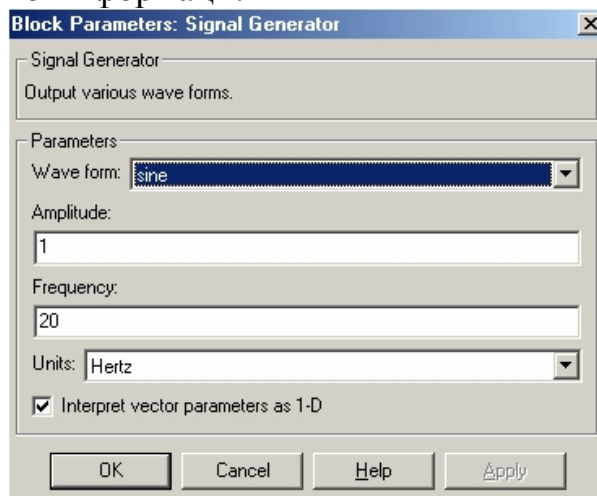 Block Parameters: Signal Generator
Signal Generator
Output various wave forms.
Parameters
Wave form: sine
Amplitude:
1
Frequency:
20
Units: Hertz
Interpret vector parameters as 1-D
OK Cancel Help Apply